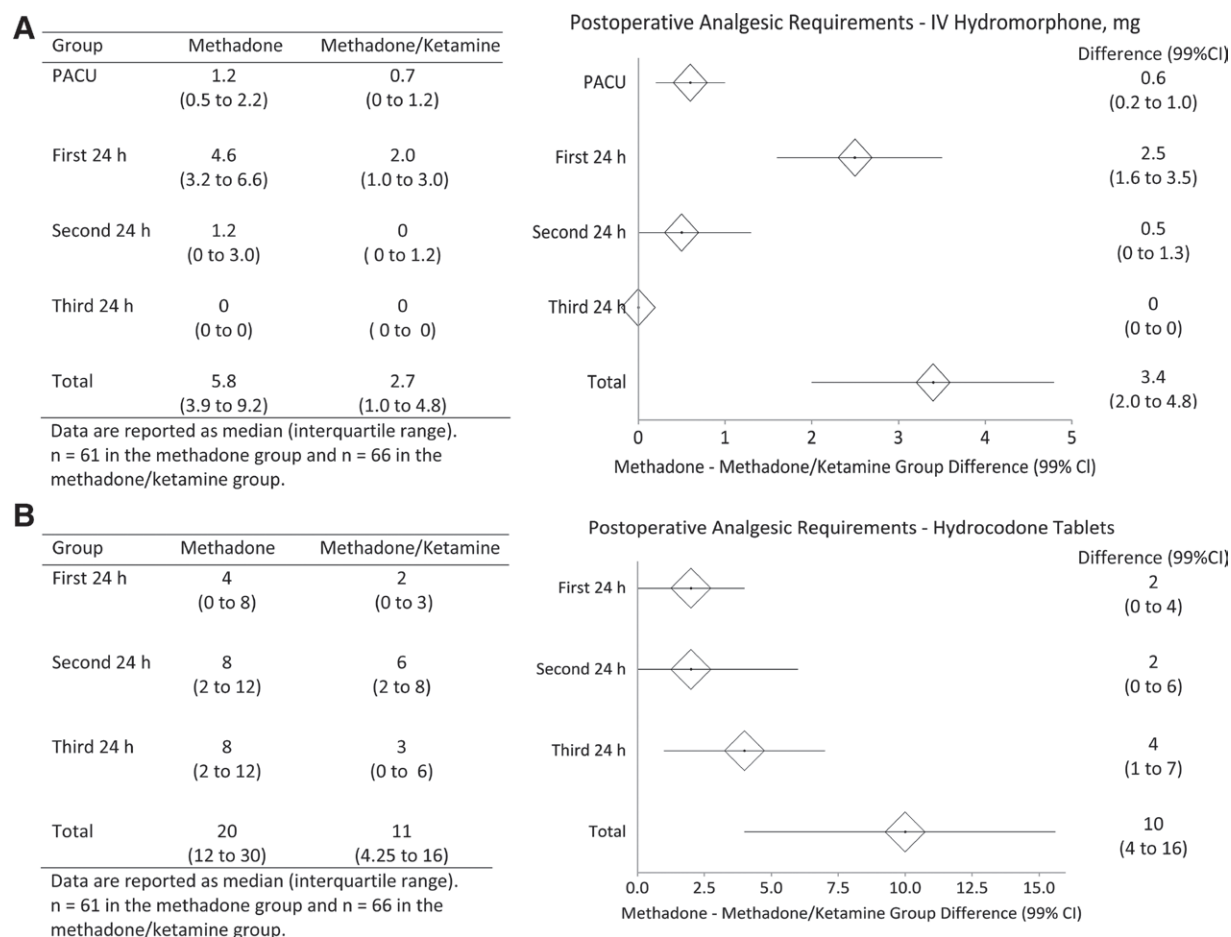 A
Group Methadone Methadone/Ketamine
PACU 1.2 0.7
(0.5 to 2.2) (0 to 1.2)
First 24 h 4.6 2.0
(3.2 to 6.6) (1.0 to 3.0)
Second 24 h 1.2 0
(0 to 3.0) ( 0 to 1.2)
Third 24 h 0 0
(0 to 0) ( 0 to 0)
Total 5.8 2.7
(3.9 to 9.2) (1.0 to 4.8)
Data are reported as median (interquartile range).
n = 61 in the methadone group and n = 66 in the
methadone/ketamine group.
Postoperative Analgesic Requirements - IV Hydromorphone, mg
Difference (99%CI)
PACU 0.6
(0.2 to 1.0)
First 24 h 2.5
(1.6 to 3.5)
Second 24 h 0.5
(0 to 1.3)
Third 24 h 0
(0 to 0)
Total 3.4
(2.0 to 4.8)
0 1 2 3 4 5
Methadone - Methadone/Ketamine Group Difference (99% CI)
B
Group Methadone Methadone/Ketamine
First 24 h 4 2
(0 to 8) (0 to 3)
Second 24 h 8 6
(2 to 12) (2 to 8)
Third 24 h 8 3
(2 to 12) (0 to 6)
Total 20 11
(12 to 30) (4.25 to 16)
Data are reported as median (interquartile range).
n = 61 in the methadone group and n = 66 in the
methadone/ketamine group.
Postoperative Analgesic Requirements - Hydrocodone Tablets
Difference (99%CI)
First 24 h 2
(0 to 4)
Second 24 h 2
(0 to 6)
Third 24 h 4
(1 to 7)
Total 10
(4 to 16)
0.0 2.5 5.0 7.5 10.0 12.5 15.0
Methadone - Methadone/Ketamine Group Difference (99% CI)